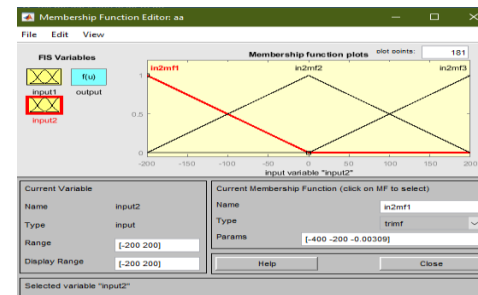 Membership Function Editor: aa
File Edit View
FIS Variables
Membership function plots plot points: 181
f(u)
input1 output
input2
in2mf1 in2mf2 in2mf3
1
0.5
0
-200 -150 -100 -50 0 50 100 150 200
input variable "input2"
Current Variable
Name input2
Type input
Range [-200 200]
Display Range [-200 200]
Current Membership Function (click on MF to select)
Name in2mf1
Type trimf
Params [-400 -200 -0.00309]
Help Close
Selected variable "input2"